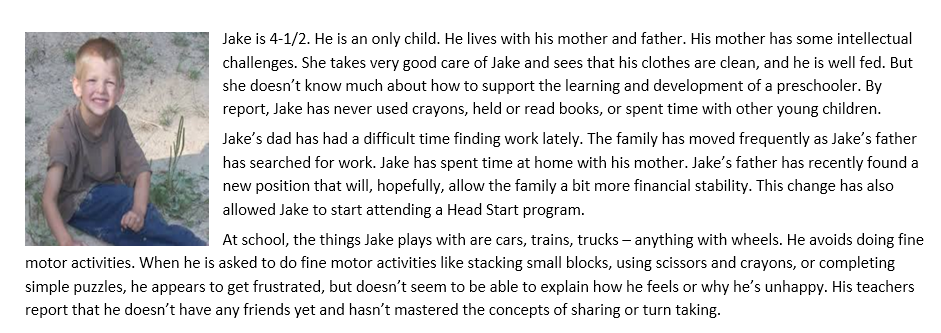 Jake is 4-1/2. He is an only child. He lives with his mother and father. His mother has some intellectual
challenges. She takes very good care of Jake and sees that his clothes are clean, and he is well fed. But
she doesn’t know much about how to support the learning and development of a preschooler. By
report, Jake has never used crayons, held or read books, or spent time with other young children.
Jake’s dad has had a difficult time finding work lately. The family has moved frequently as Jake’s father
has searched for work. Jake has spent time at home with his mother. Jake’s father has recently found a
new position that will, hopefully, allow the family a bit more financial stability. This change has also
allowed Jake to start attending a Head Start program.
At school, the things Jake plays with are cars, trains, trucks – anything with wheels. He avoids doing fine
motor activities. When he is asked to do fine motor activities like stacking small blocks, using scissors and crayons, or completing
simple puzzles, he appears to get frustrated, but doesn’t seem to be able to explain how he feels or why he’s unhappy. His teachers
report that he doesn’t have any friends yet and hasn’t mastered the concepts of sharing or turn taking.